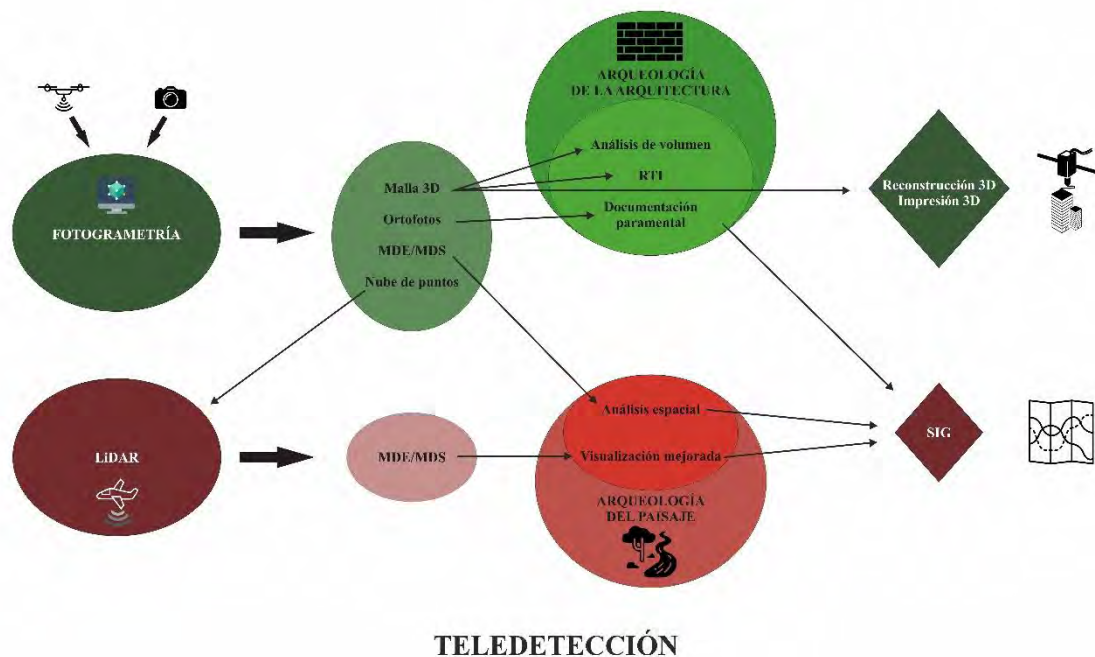 ARQUEOLOGÍA
DE LA ARQUITECTURA
Análisis de volumen
RTI
Documentación
paramental
FOTOGRAMETRÍA
Malla 3D
Ortofotos
MDE/MDS
Nube de puntos
Reconstrucción 3D
Impresión 3D
LiDAR
MDE/MDS
Análisis espacial
Visualización mejorada
ARQUEOLOGÍA
DEL PAISAJE
SIG
TELEDETECCIÓN